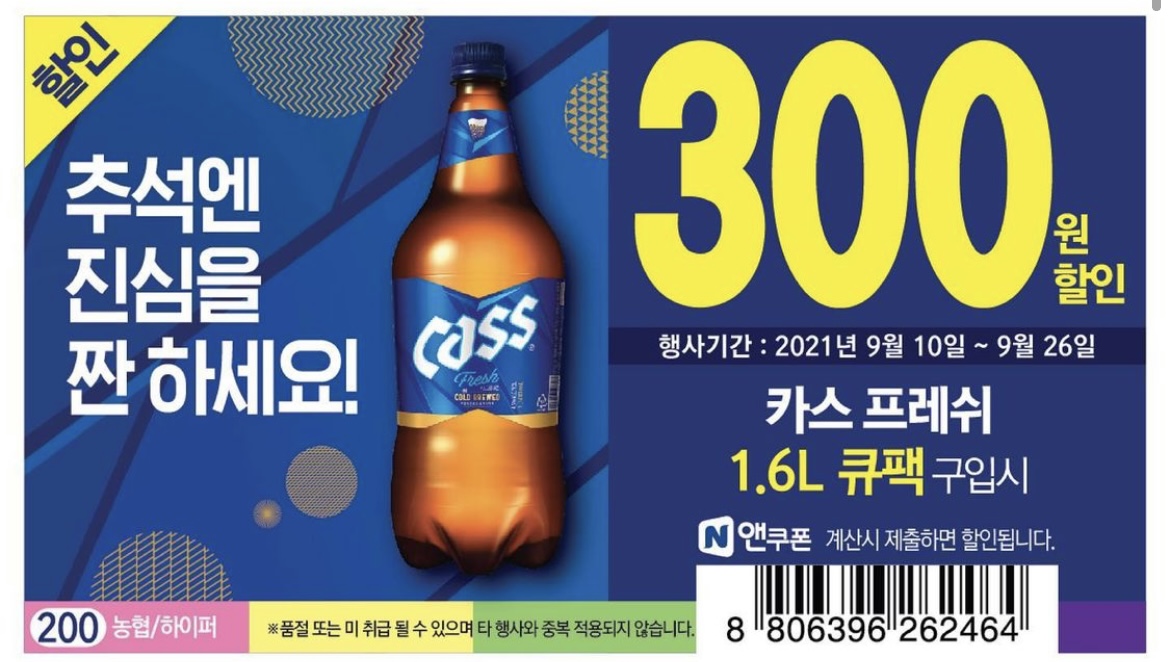 할인
추석엔
진심을
짠 하세요!
cass
Fresh
COLD BREWED
300
원
할인
행사기간 : 2021년 9월 10일 ~ 9월 26일
카스 프레쉬
1.6L 큐팩 구입시
N 앤쿠폰 계산시 제출하면 할인됩니다.
200 농협/하이퍼
※품절 또는 미 취급 될 수 있으며 타 행사와 중복 적용되지 않습니다.
8 806396 262464